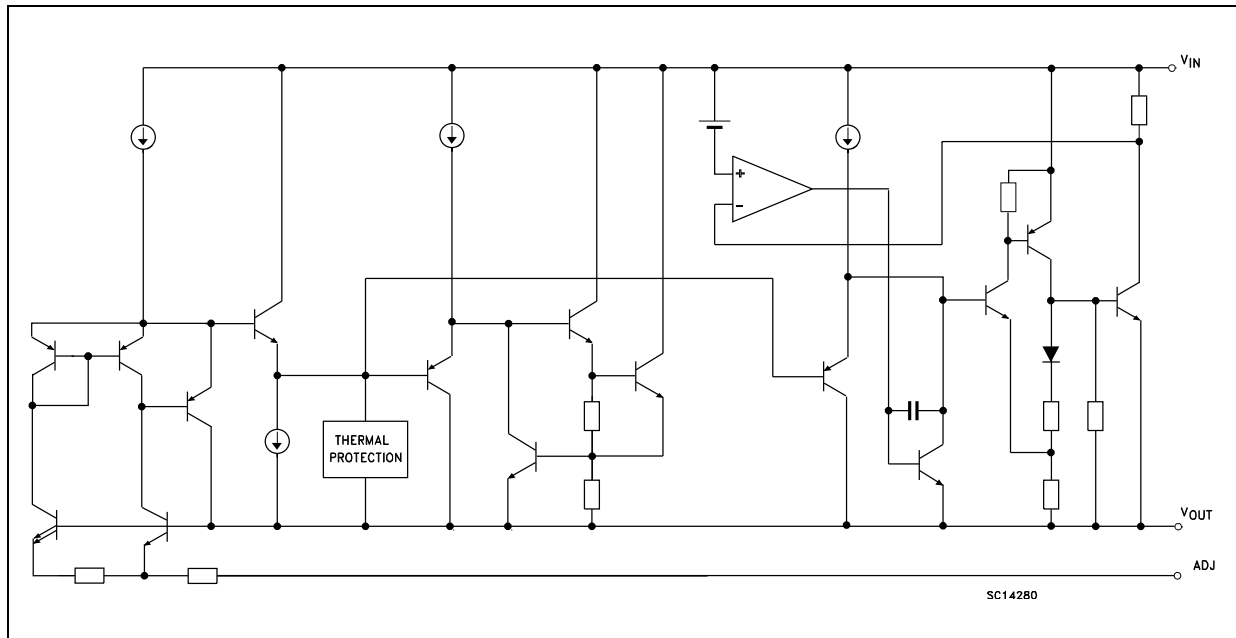 VIN
+
-
THERMAL
PROTECTION
VOUT
ADJ
SC14280